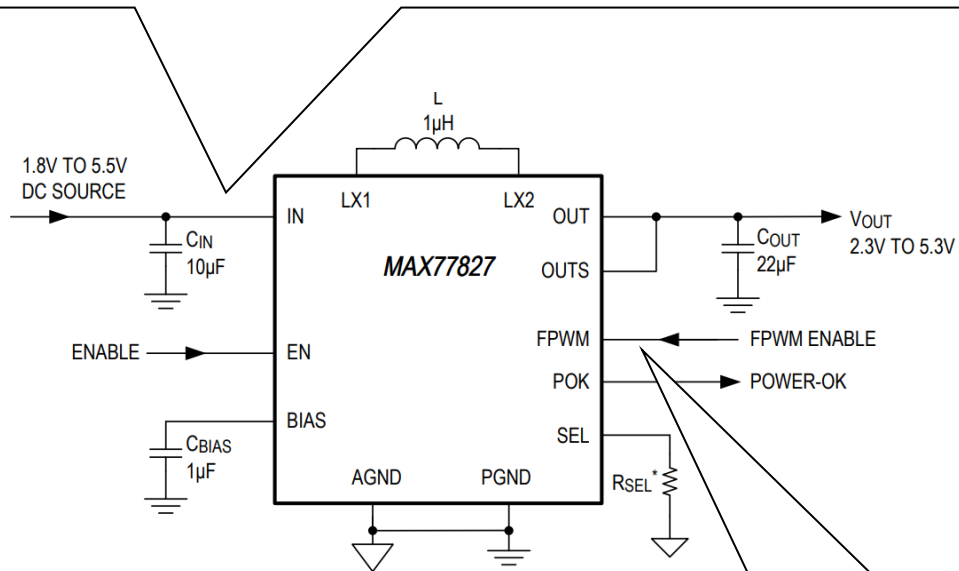 L
1µH
1.8V TO 5.5V
DC SOURCE
LX1
LX2
IN
OUT
CIN
10µF
MAX77827
OUTS
COUT
22µF
VOUT
2.3V TO 5.3V
ENABLE
EN
FPWM
FPWM ENABLE
POK
POWER-OK
BIAS
SEL
CBIAS
1µF
AGND
PGND
RSEL*